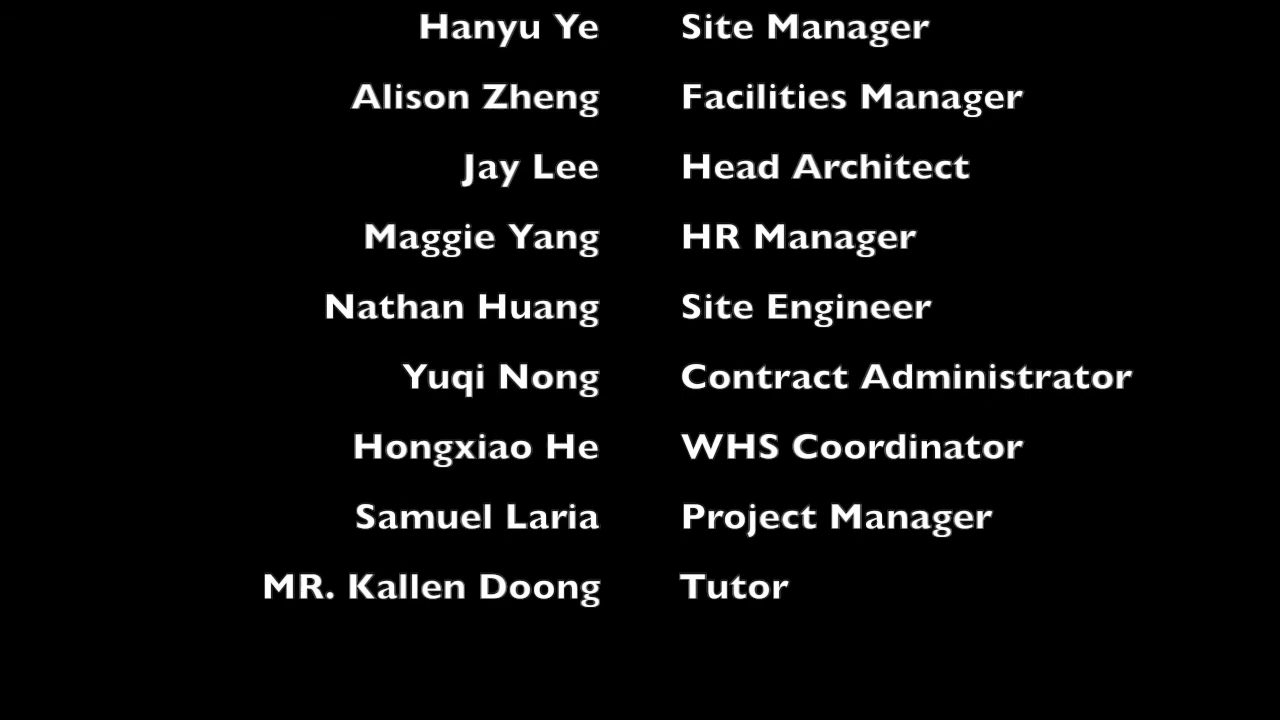 Hanyu Ye Site Manager
Alison Zheng Facilities Manager
Jay Lee Head Architect
Maggie Yang HR Manager
Nathan Huang Site Engineer
Yuqi Nong Contract Administrator
Hongxiao He WHS Coordinator
Samuel Laria Project Manager
MR. Kallen Doong Tutor